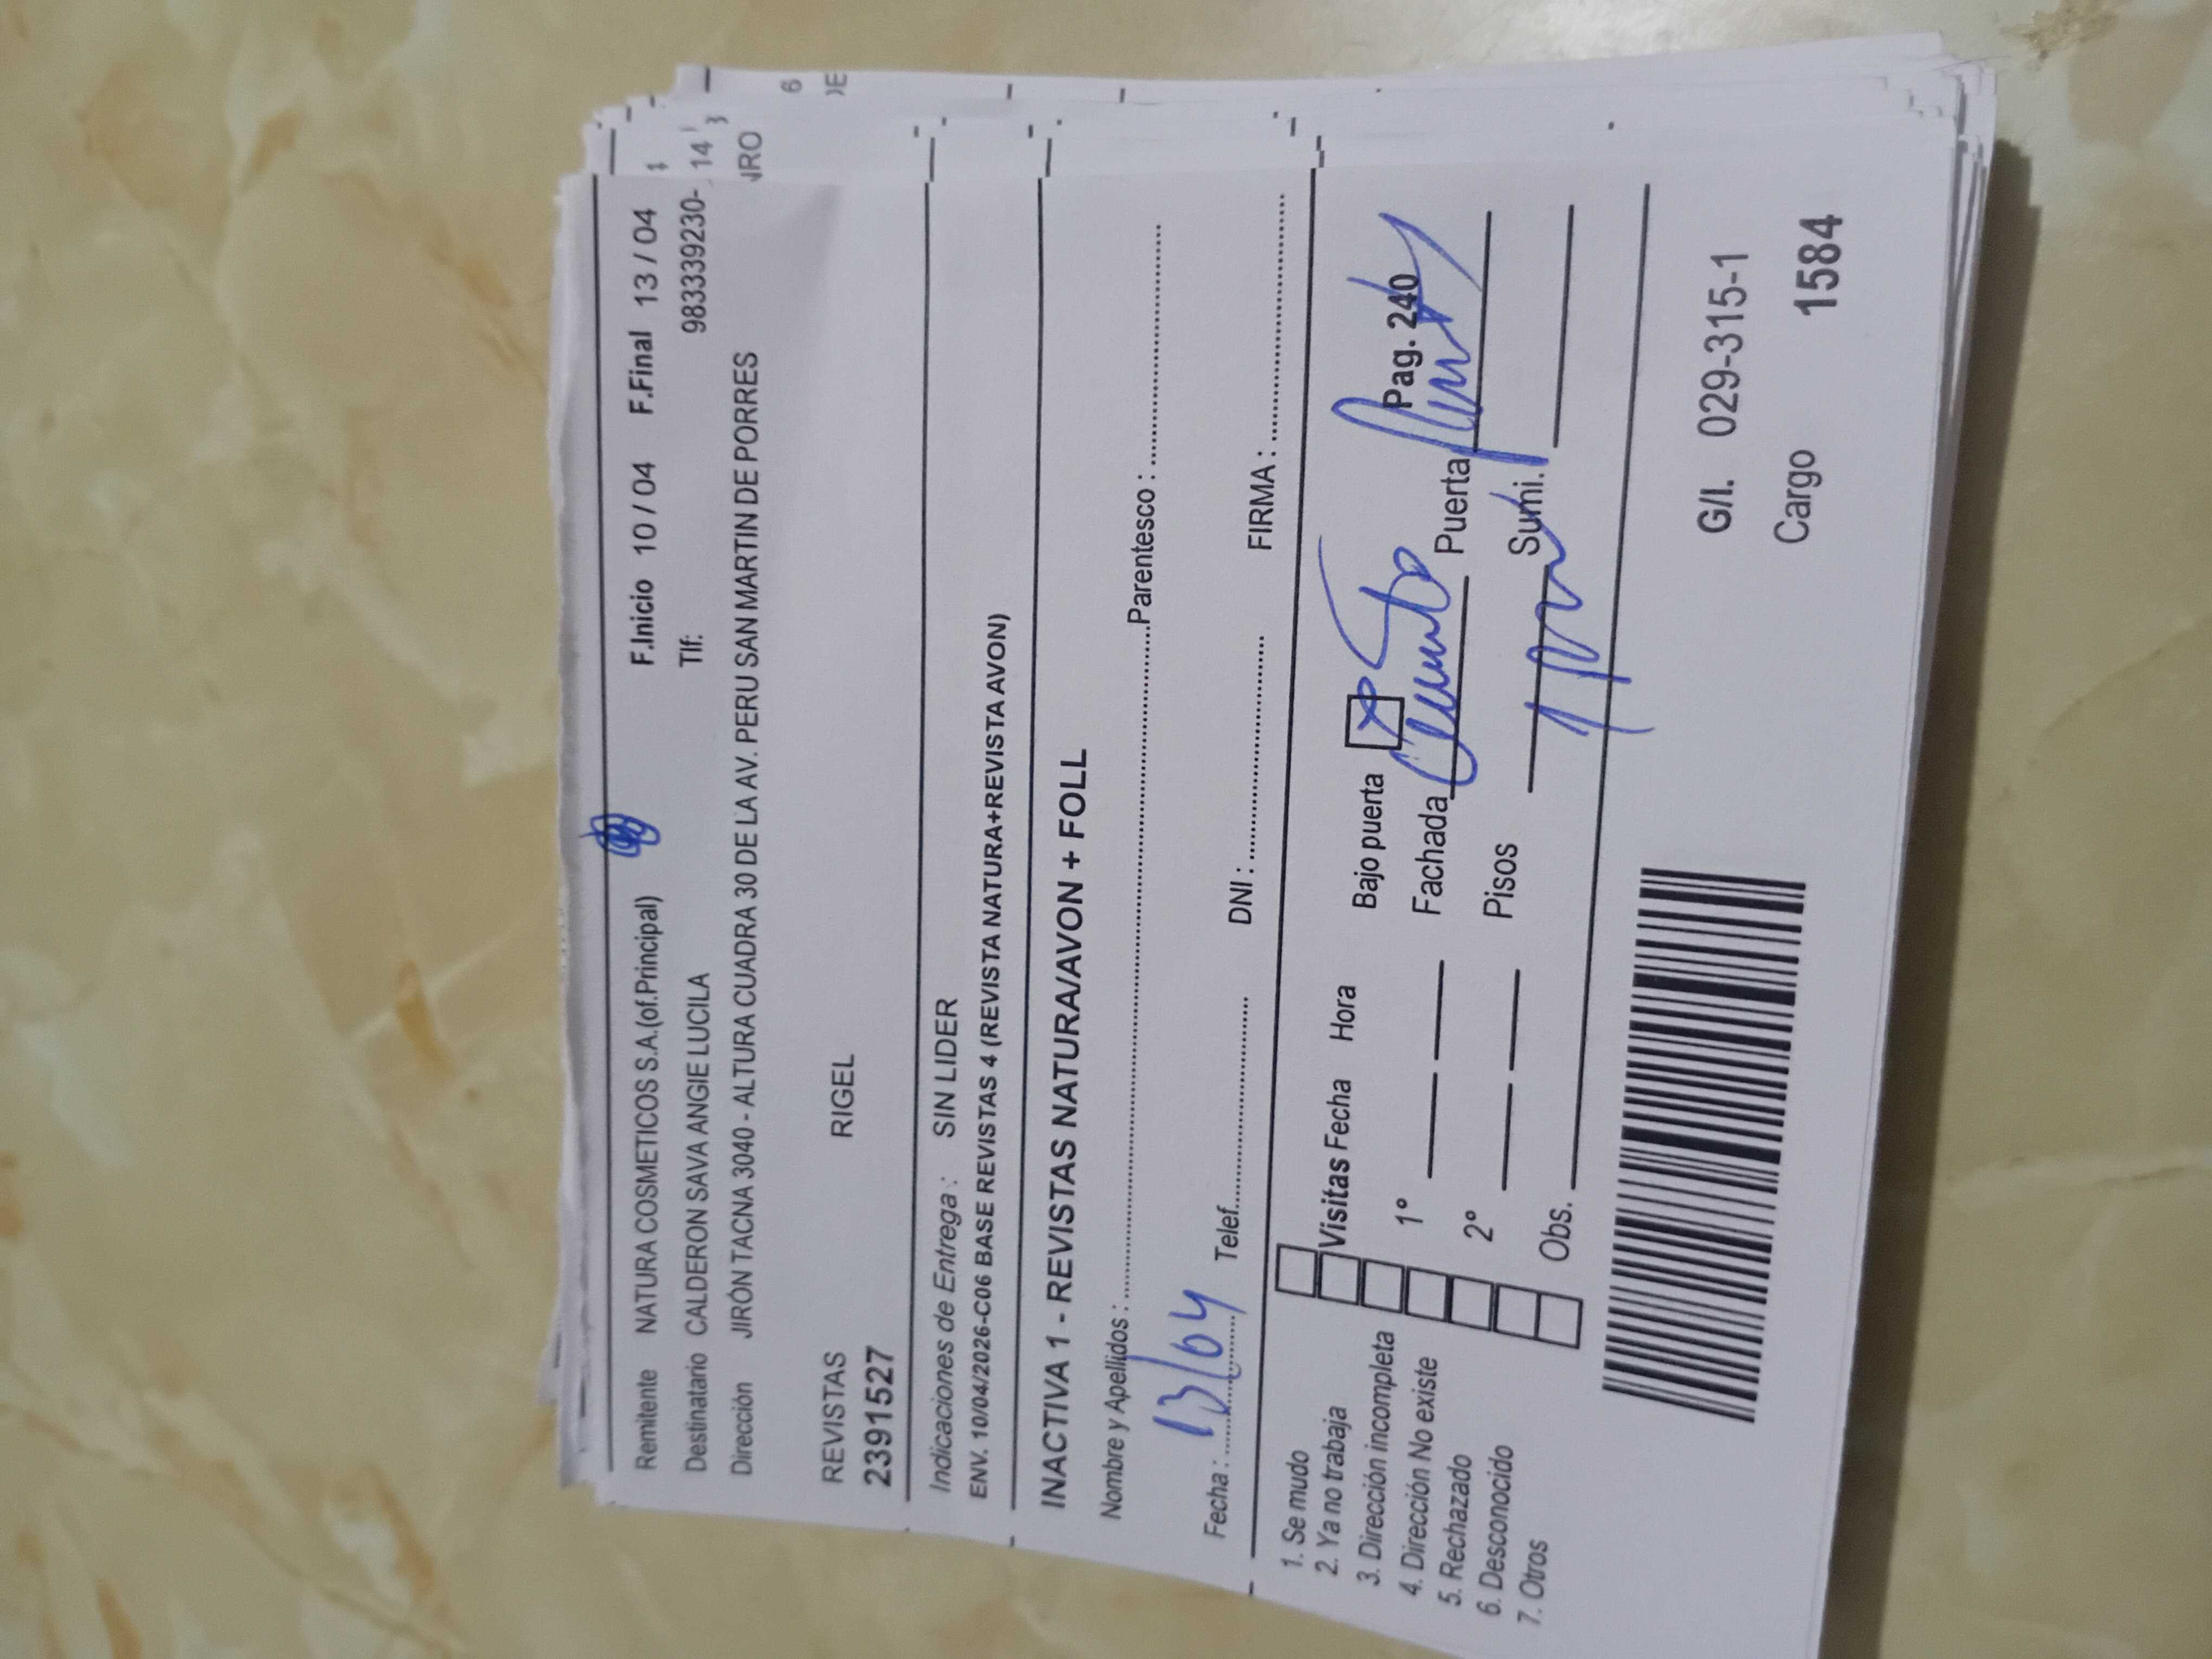 Remitente NATURA COSMETICOS S.A.(of.Principal) F.Inicio 10 / 04 F.Final 13 / 04
Destinatario CALDERON SAVA ANGIE LUCILA Tlf: 983339230-
Dirección JIRÓN TACNA 3040 - ALTURA CUADRA 30 DE LA AV. PERU SAN MARTIN DE PORRES
REVISTAS RIGEL
2391527
Indicaciones de Entrega : SIN LIDER
ENV. 10/04/2026-C06 BASE REVISTAS 4 (REVISTA NATURA+REVISTA AVON)
INACTIVA 1 - REVISTAS NATURA/AVON + FOLL
Nombre y Apellidos : Parentesco :
Fecha : 13/04 Telef. DNI : FIRMA :
1. Se mudo
2. Ya no trabaja
3. Dirección incompleta
4. Dirección No existe
5. Rechazado
6. Desconocido
7. Otros
Visitas Fecha Hora Bajo puerta Pag. 240
1° Fachada Puerta
2° Pisos Sumi.
Obs.
G/I. 029-315-1
Cargo 1584
14
3
NRO
6
DE